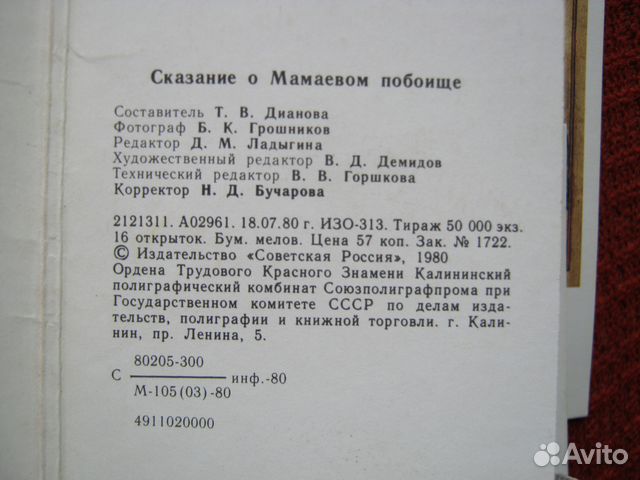 Сказание о Мамаевом побоище
Составитель Т. В. Дианова
Фотограф Б. К. Грошников
Редактор Д. М. Ладыгина
Художественный редактор В. Д. Демидов
Технический редактор В. В. Горшкова
Корректор Н. Д. Бучарова
2121311. А02961. 18.07.80 г. ИЗО-313. Тираж 50 000 экз.
16 открыток. Бум. мелов. Цена 57 коп. Зак. № 1722.
© Издательство «Советская Россия», 1980
Ордена Трудового Красного Знамени Калининский
полиграфический комбинат Союзполиграфпрома при
Государственном комитете СССР по делам изда-
тельств, полиграфии и книжной торговли. г. Кали-
нин, пр. Ленина, 5.
80205-300
С инф.-80
М-105(03)-80
4911020000
Avito